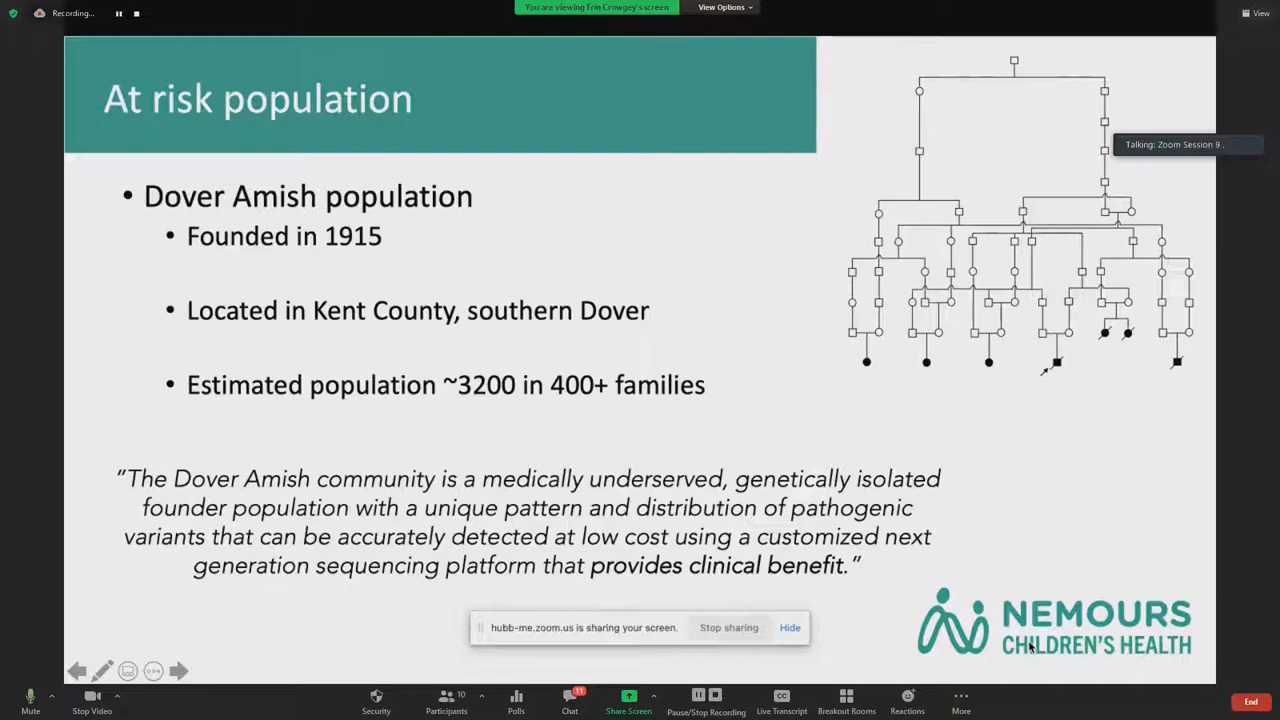 Recording...
You are viewing Erin Crowgey's screen
View Options
View
At risk population
Talking: Zoom Session 9 .
• Dover Amish population
• Founded in 1915
• Located in Kent County, southern Dover
• Estimated population ~3200 in 400+ families
“The Dover Amish community is a medically underserved, genetically isolated
founder population with a unique pattern and distribution of pathogenic
variants that can be accurately detected at low cost using a customized next
generation sequencing platform that provides clinical benefit.”
NEMOURS
CHILDREN'S HEALTH
hubb-me.zoom.us is sharing your screen.
Stop sharing
Hide
Mute
Stop Video
Security
10
Participants
Polls
11
Chat
Share Screen
Pause/Stop Recording
CC
Live Transcript
Breakout Rooms
Reactions
More
End